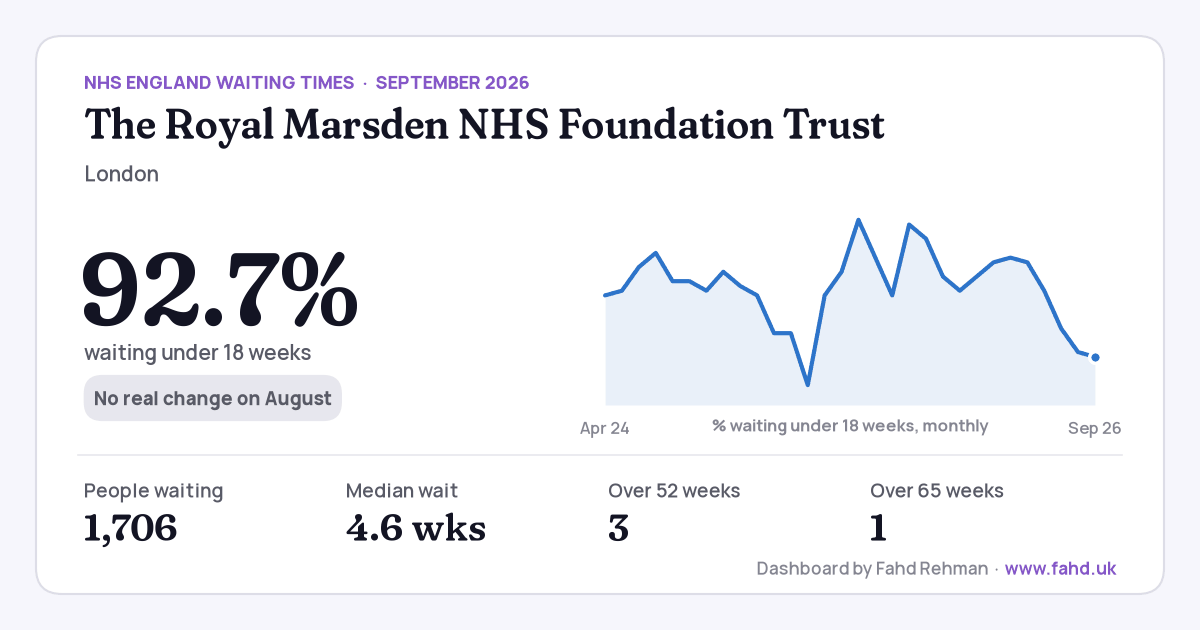 NHS ENGLAND WAITING TIMES · SEPTEMBER 2026
The Royal Marsden NHS Foundation Trust
London
92.7%
waiting under 18 weeks
No real change on August
Apr 24
% waiting under 18 weeks, monthly
Sep 26
People waiting
1,706
Median wait
4.6 wks
Over 52 weeks
3
Over 65 weeks
1
Dashboard by Fahd Rehman · www.fahd.uk